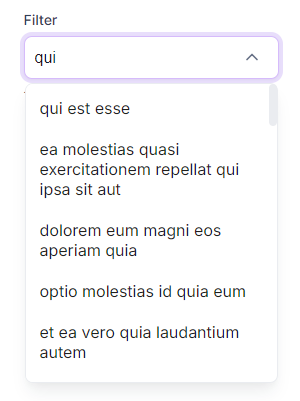 Filter
qui
qui est esse
ea molestias quasi
exercitationem repellat qui
ipsa sit aut
dolorem eum magni eos
aperiam quia
optio molestias id quia eum
et ea vero quia laudantium
autem